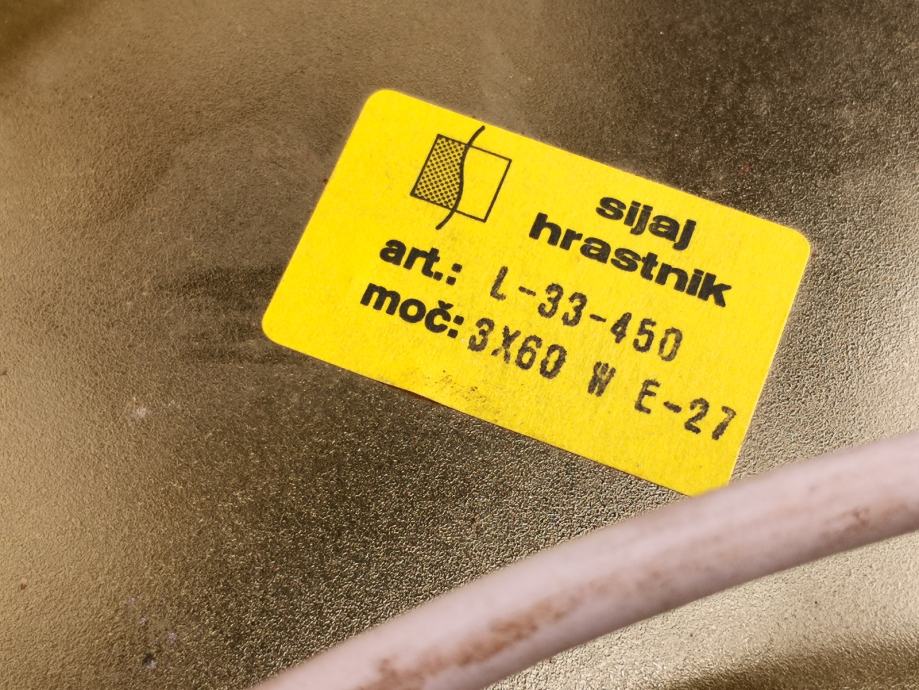 sijaj
hrastnik
art.: L-33-450
moč: 3X60 W E-27